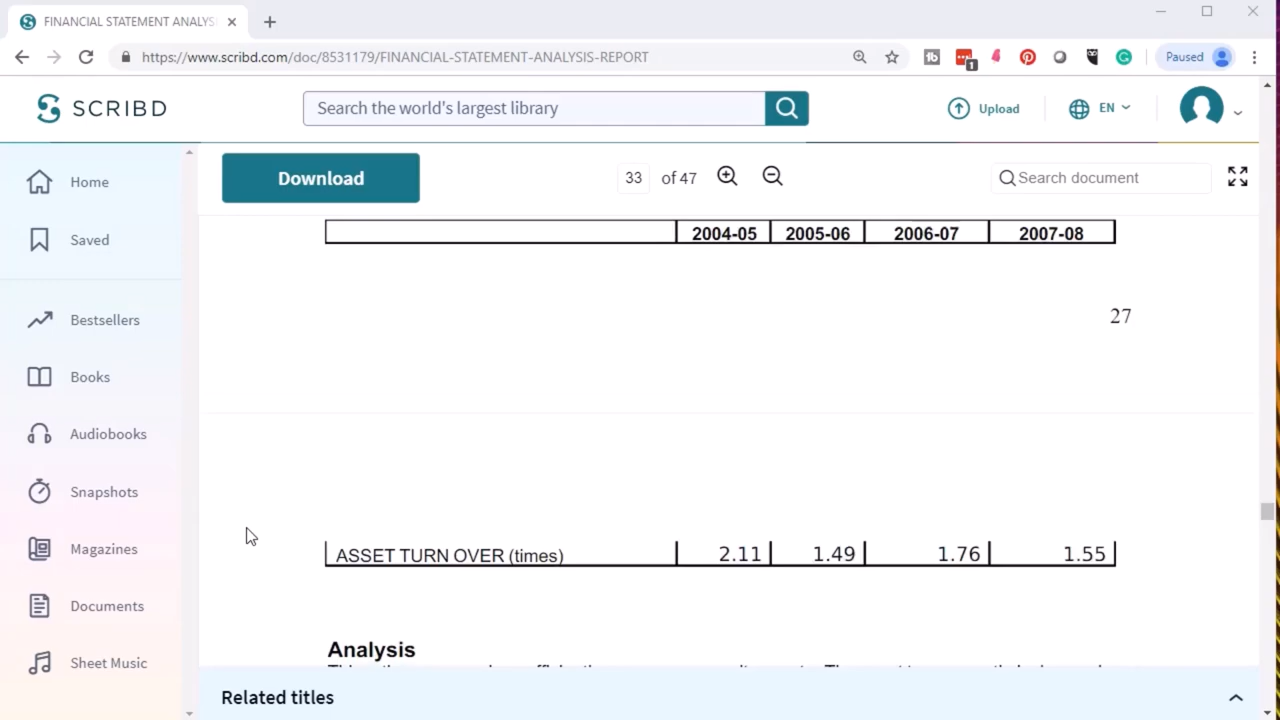 FINANCIAL STATEMENT ANALYS
https://www.scribd.com/doc/8531179/FINANCIAL-STATEMENT-ANALYSIS-REPORT
1
Paused
SCRIBD
Search the world's largest library
Upload
EN
Home
Saved
Bestsellers
Books
Audiobooks
Snapshots
Magazines
Documents
Sheet Music
Download
33 of 47
Search document
2004-05 2005-06 2006-07 2007-08
27
ASSET TURN OVER (times) 2.11 1.49 1.76 1.55
Analysis
Related titles